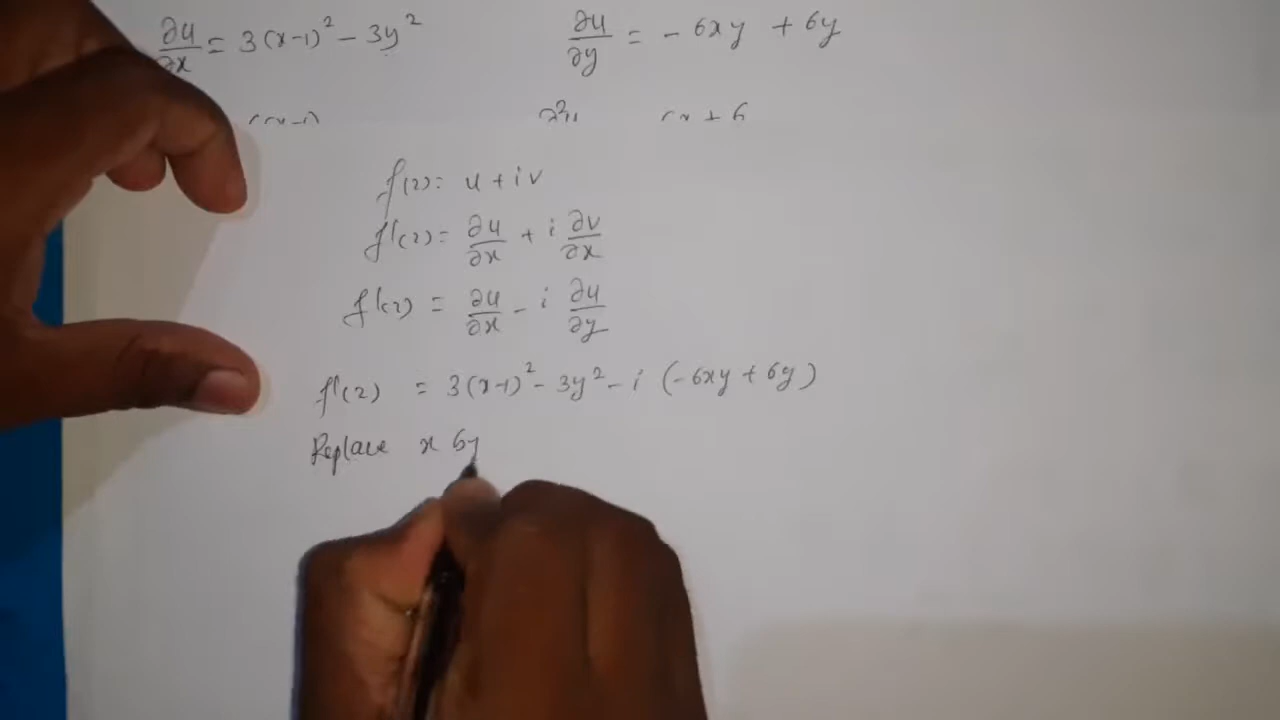 ∂u/∂x = 3(x-1)² - 3y² ∂u/∂y = - 6xy + 6y
f(z) = u + iv
f'(z) = ∂u/∂x + i ∂v/∂x
f'(z) = ∂u/∂x - i ∂u/∂y
f'(z) = 3(x-1)² - 3y² - i (-6xy + 6y)
Replace x by